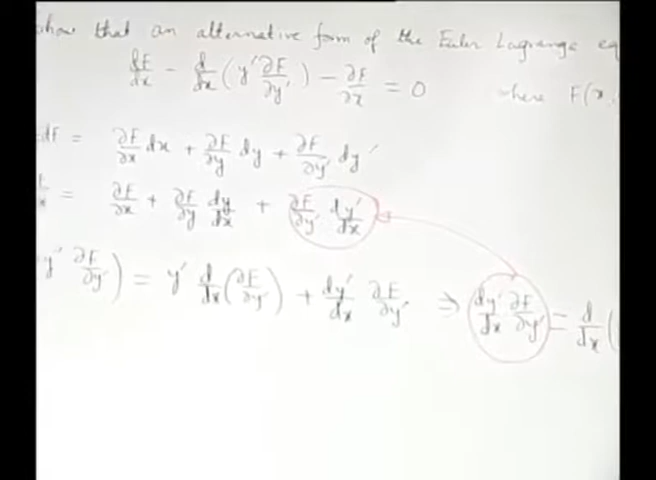 show that an alternative form of the Euler Lagrange eq
dF/dx - d/dx (y' ∂F/∂y') - ∂F/∂x = 0 where F(x,
dF = ∂F/∂x dx + ∂F/∂y dy + ∂F/∂y' dy'
= ∂F/∂x + ∂F/∂y dy/dx + ∂F/∂y' dy'/dx
y' ∂F/∂y') = y' d/dx (∂F/∂y') + dy'/dx ∂F/∂y' ⇒ dy'/dx ∂F/∂y' = d/dx (